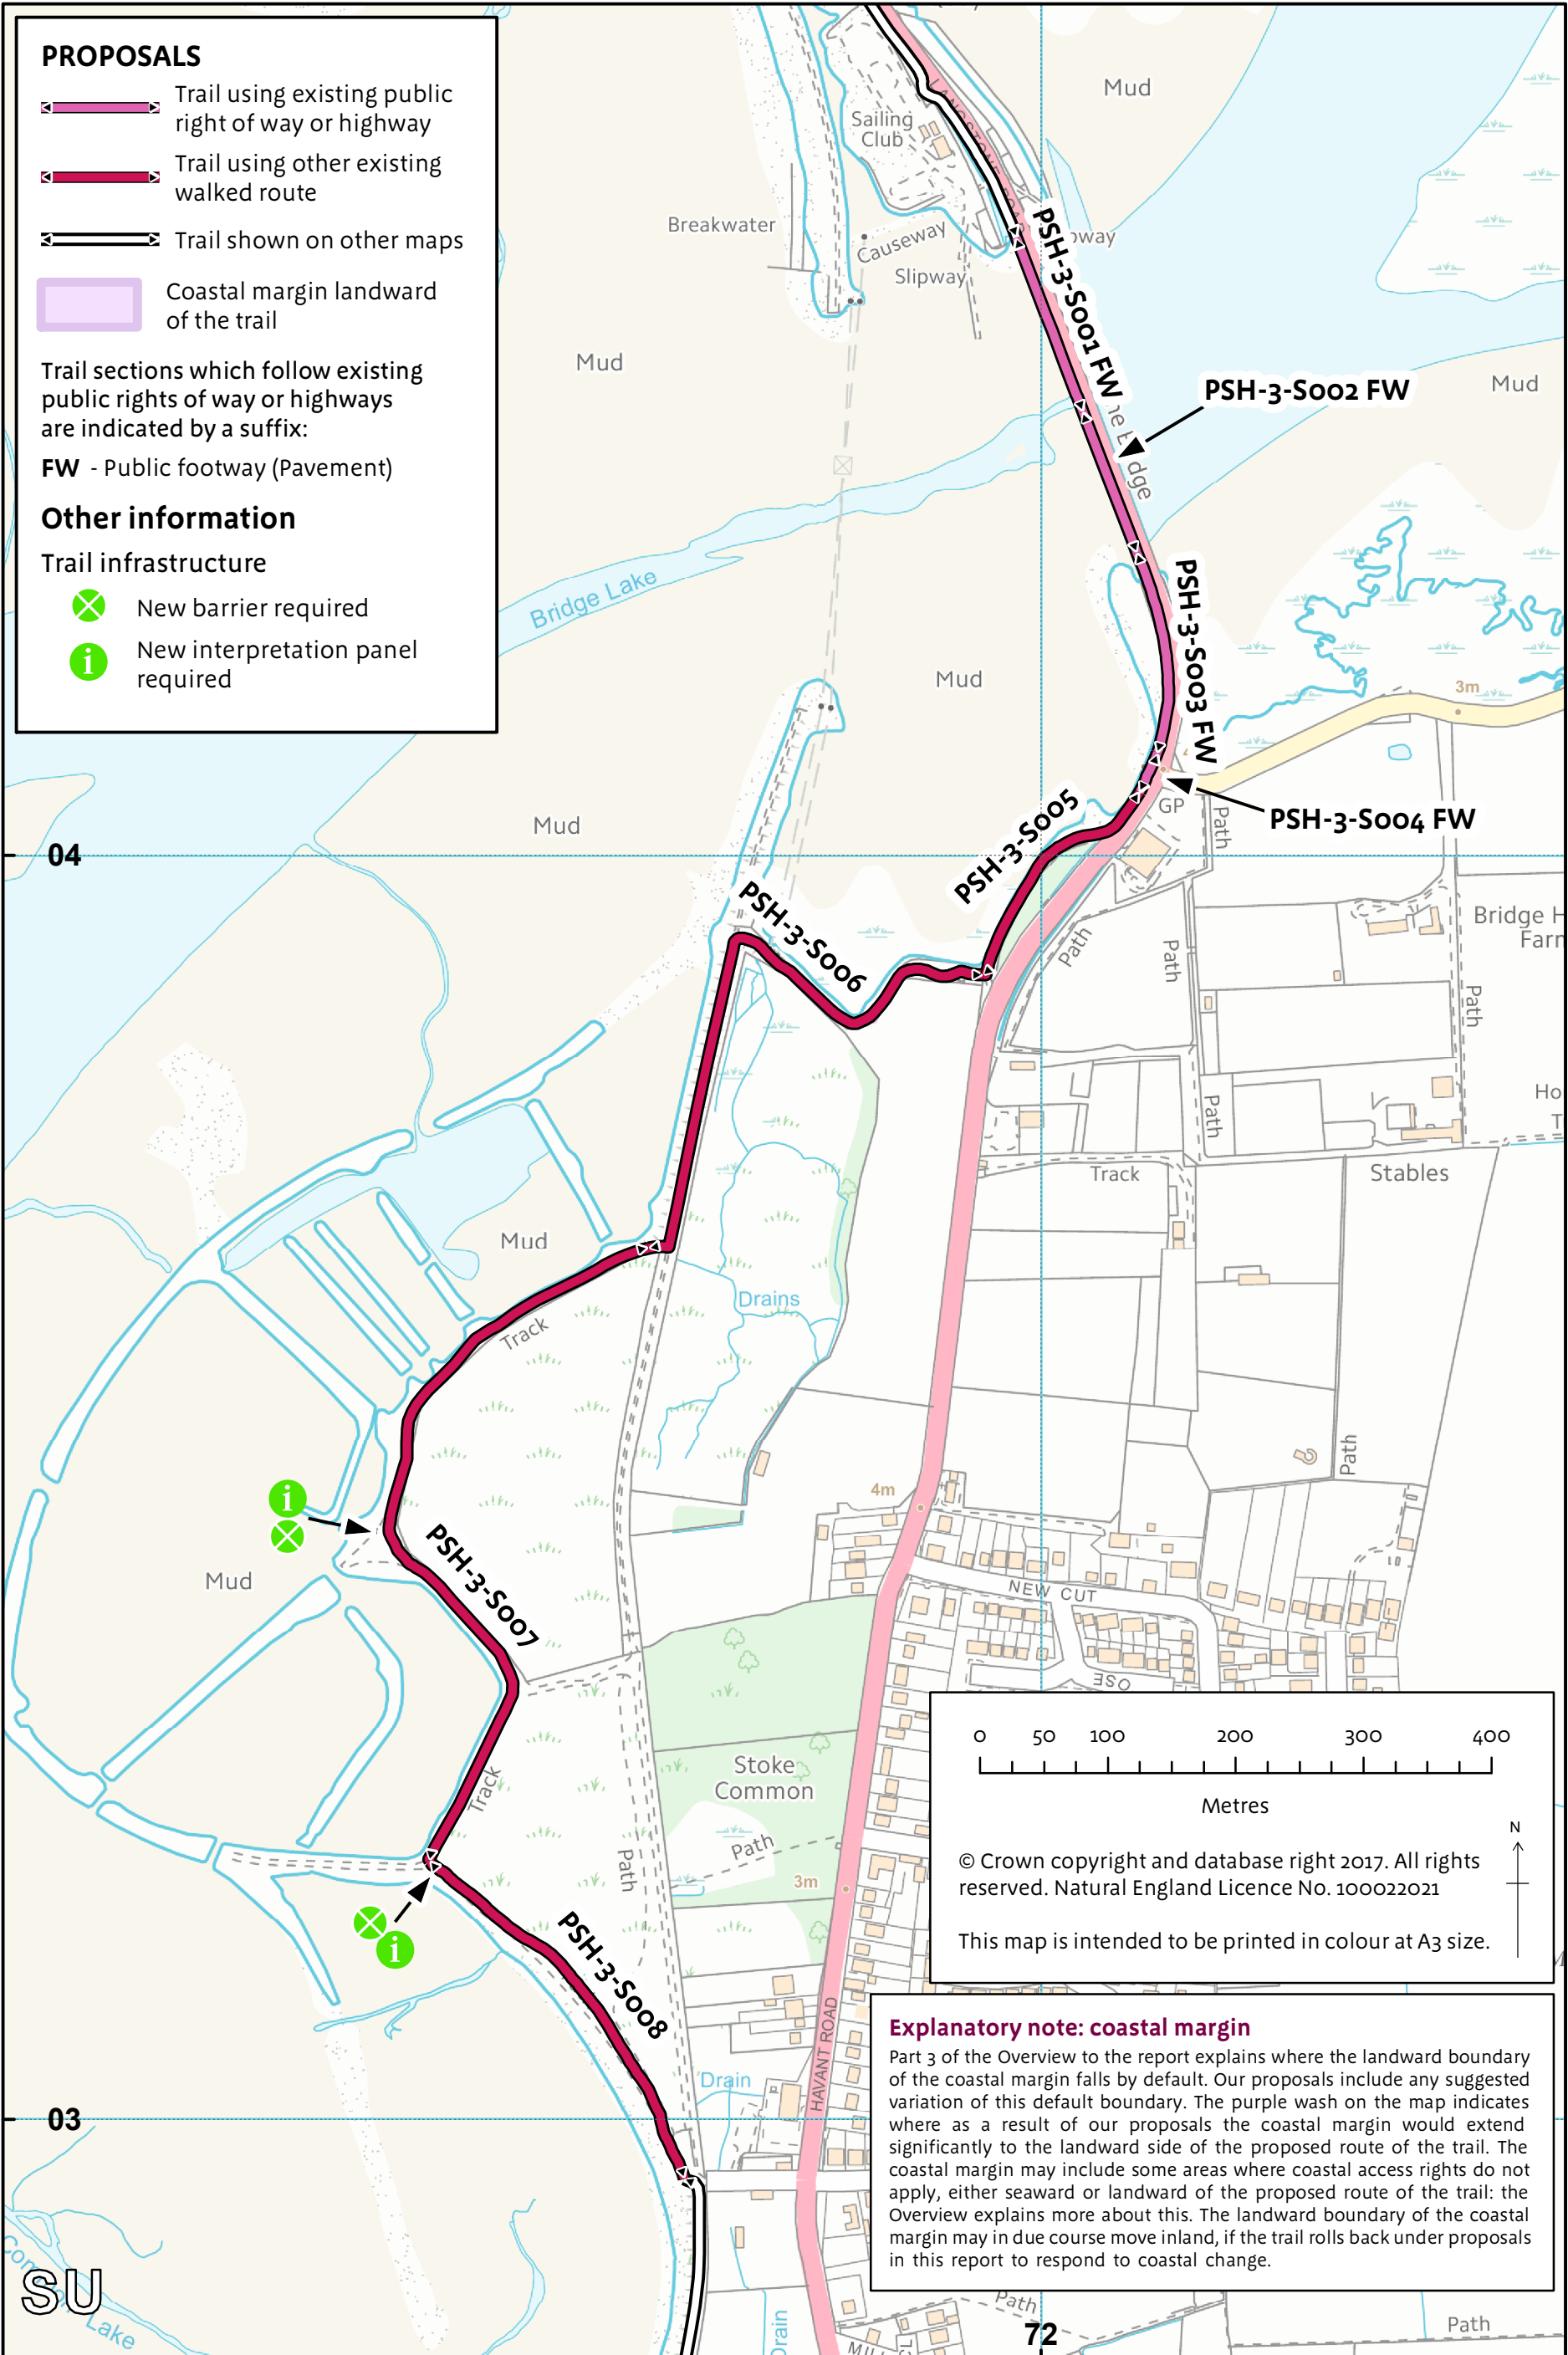 PROPOSALS
Trail using existing public
right of way or highway
Trail using other existing
walked route
Trail shown on other maps
Coastal margin landward
of the trail
Trail sections which follow existing
public rights of way or highways
are indicated by a suffix:
FW - Public footway (Pavement)
Other information
Trail infrastructure
New barrier required
i New interpretation panel
required
Mud
Sailing
Club
LANGSTONE ROAD
Breakwater
Causeway
Slipway
PSH-3-S001 FW
Mud
PSH-3-S002 FW
Mud
Bridge Lake
PSH-3-S003 FW
Mud
3m
Mud
GP
PSH-3-S004 FW
Path
PSH-3-S005
04
PSH-3-S006
Path
Path
Path
Path
Track
Stables
Mud
Drains
Track
Path
4m
i
PSH-3-S007
Mud
NEW CUT
Stoke
Common
Track
Path
Path
3m
i
PSH-3-S008
0 50 100 200 300 400
Metres
N
© Crown copyright and database right 2017. All rights
reserved. Natural England Licence No. 100022021
This map is intended to be printed in colour at A3 size.
HAVANT ROAD
Drain
03
Explanatory note: coastal margin
Part 3 of the Overview to the report explains where the landward boundary
of the coastal margin falls by default. Our proposals include any suggested
variation of this default boundary. The purple wash on the map indicates
where as a result of our proposals the coastal margin would extend
significantly to the landward side of the proposed route of the trail. The
coastal margin may include some areas where coastal access rights do not
apply, either seaward or landward of the proposed route of the trail: the
Overview explains more about this. The landward boundary of the coastal
margin may in due course move inland, if the trail rolls back under proposals
in this report to respond to coastal change.
SU
Lake
Drain
Path
72
Path